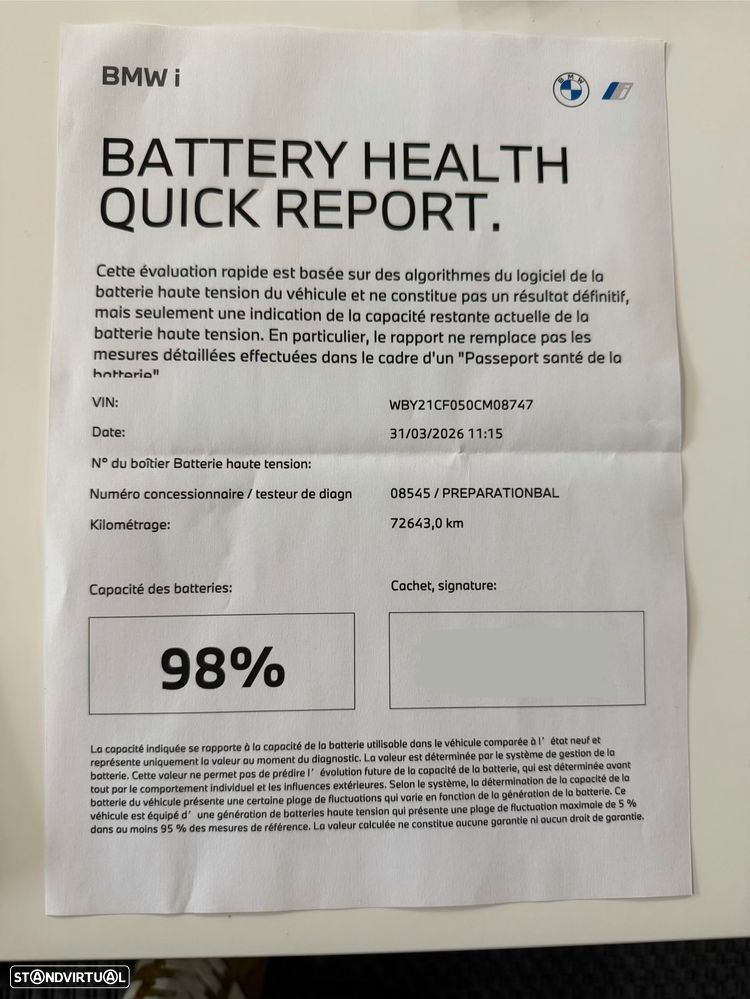 BMW i
BMW
i
BATTERY HEALTH
QUICK REPORT.
Cette évaluation rapide est basée sur des algorithmes du logiciel de la
batterie haute tension du véhicule et ne constitue pas un résultat définitif,
mais seulement une indication de la capacité restante actuelle de la
batterie haute tension. En particulier, le rapport ne remplace pas les
mesures détaillées effectuées dans le cadre d'un "Passeport santé de la
batterie"
VIN: WBY21CF050CM08747
Date: 31/03/2026 11:15
N° du boîtier Batterie haute tension:
Numéro concessionnaire / testeur de diagn 08545 / PREPARATIONBAL
Kilométrage: 72643,0 km
Capacité des batteries: Cachet, signature:
98%
La capacité indiquée se rapporte à la capacité de la batterie utilisable dans le véhicule comparée à l' état neuf et
représente uniquement la valeur au moment du diagnostic. La valeur est déterminée par le système de gestion de la
batterie. Cette valeur ne permet pas de prédire l' évolution future de la capacité de la batterie, qui est déterminée avant
tout par le comportement individuel et les influences extérieures. Selon le système, la détermination de la capacité de la
batterie du véhicule présente une certaine plage de fluctuations qui varie en fonction de la génération de la batterie. Ce
véhicule est équipé d' une génération de batteries haute tension qui présente une plage de fluctuation maximale de 5 %
dans au moins 95 % des mesures de référence. La valeur calculée ne constitue aucune garantie ni aucun droit de garantie.
STANDVIRTUAL